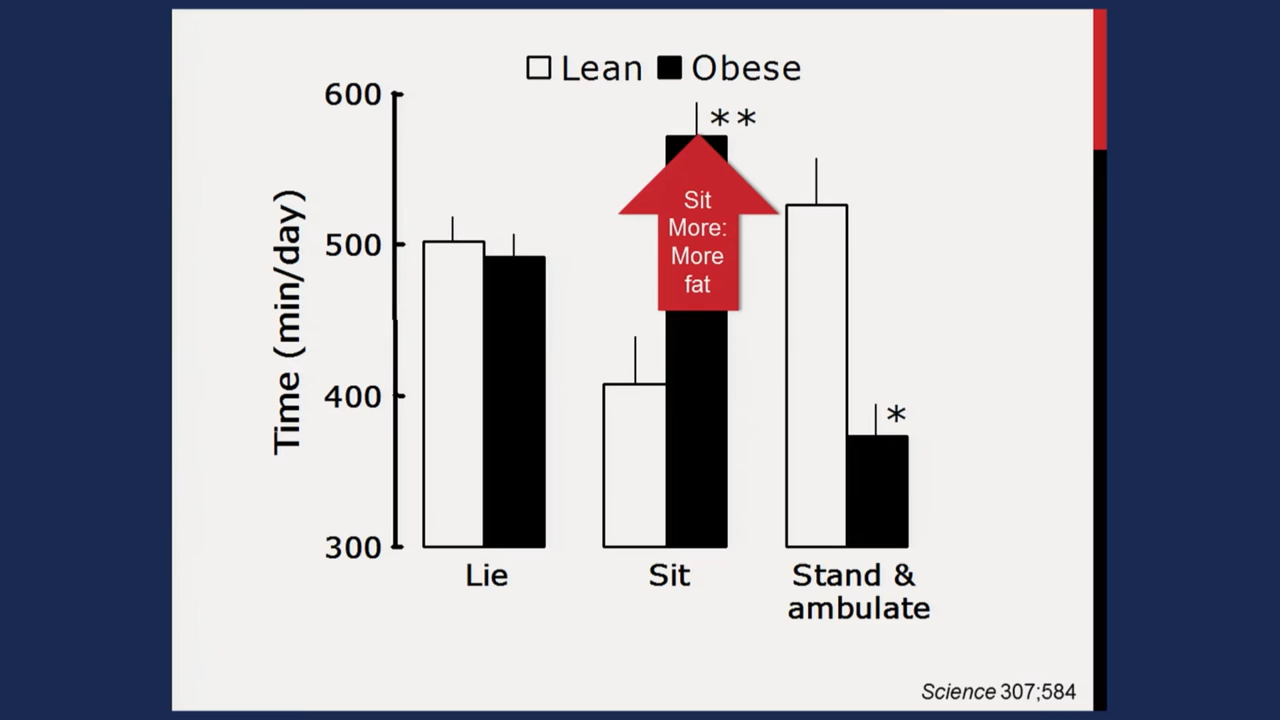 Lean Obese
600
**
500
400
*
300
Time (min/day)
Sit
More:
More
fat
Lie
Sit
Stand &
ambulate
Science 307;584